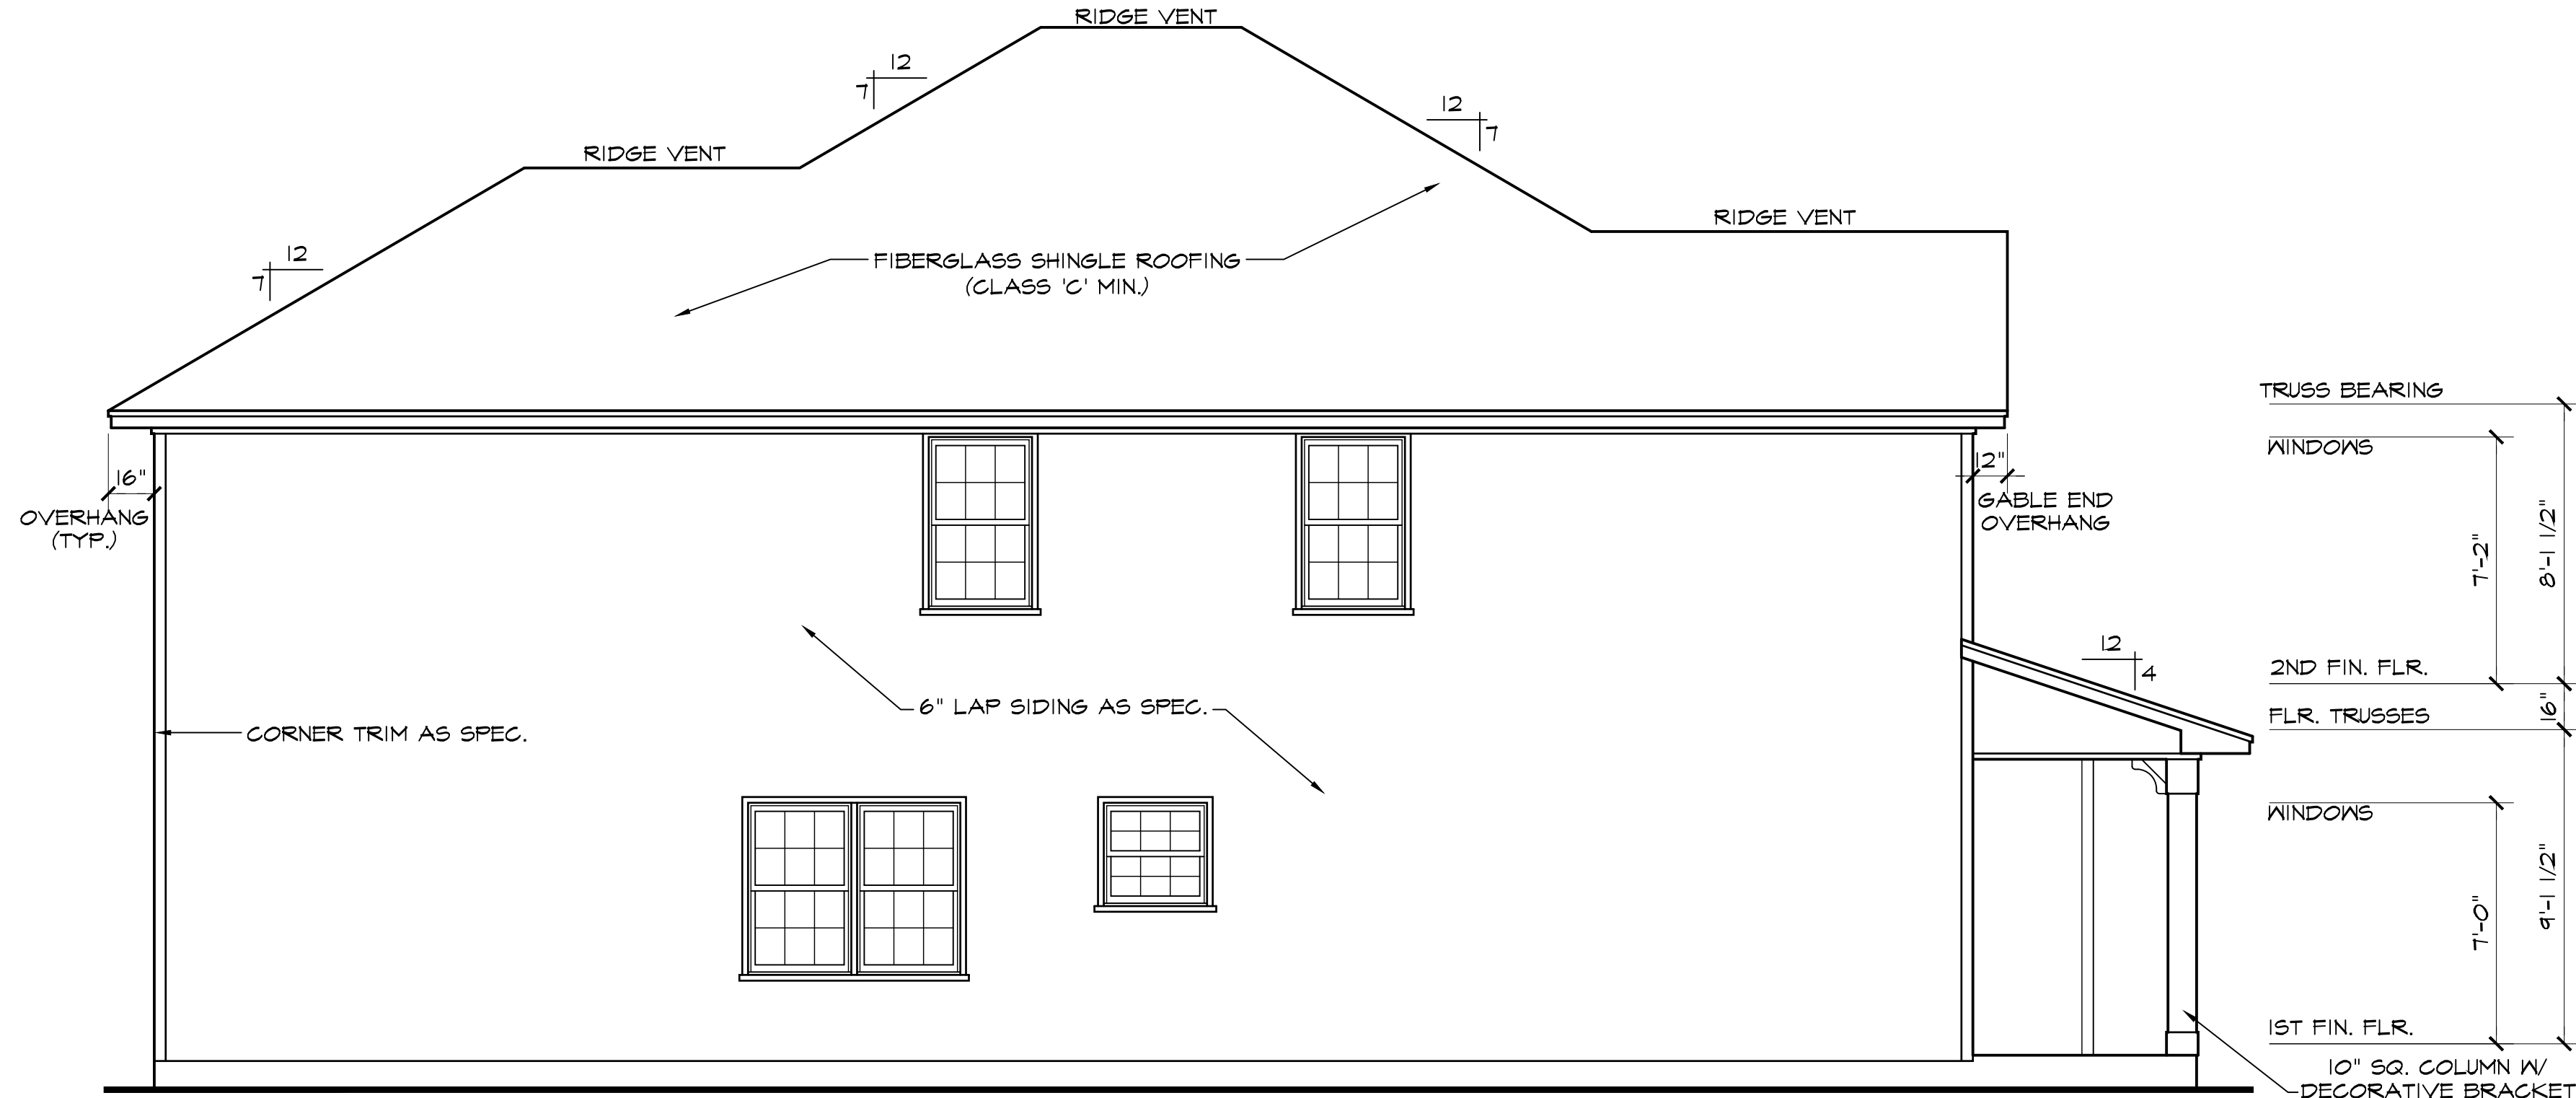 RIDGE VENT
12
7
12
7
RIDGE VENT
RIDGE VENT
12
7
FIBERGLASS SHINGLE ROOFING
(CLASS 'C' MIN.)
TRUSS BEARING
WINDOWS
16"
OVERHANG
(TYP.)
12"
GABLE END
OVERHANG
7'-2"
8'-1 1/2"
12
4
2ND FIN. FLR.
16"
FLR. TRUSSES
6" LAP SIDING AS SPEC.
CORNER TRIM AS SPEC.
WINDOWS
7'-0"
9'-1 1/2"
1ST FIN. FLR.
10" SQ. COLUMN W/
DECORATIVE BRACKET